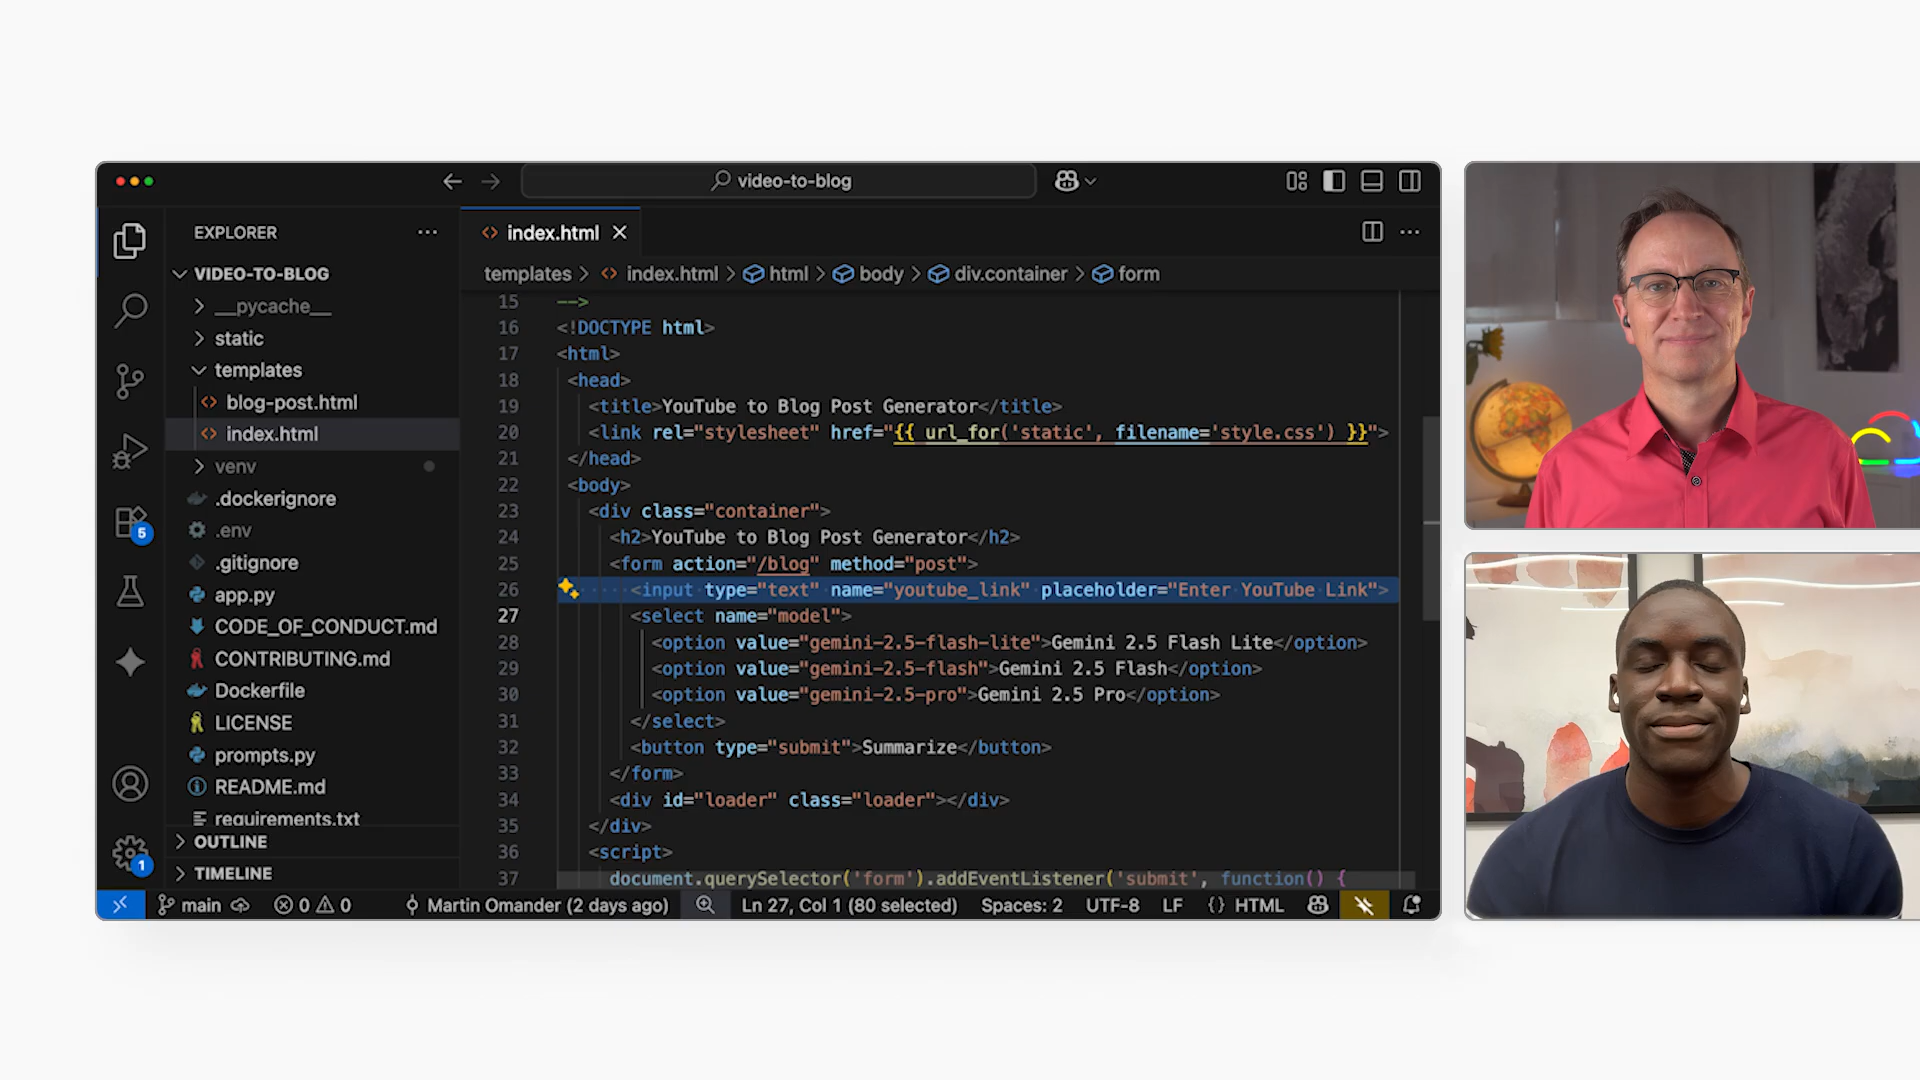 video-to-blog
EXPLORER
index.html
VIDEO-TO-BLOG
__pycache__
static
templates
blog-post.html
index.html
venv
.dockerignore
.env
.gitignore
app.py
CODE_OF_CONDUCT.md
CONTRIBUTING.md
Dockerfile
LICENSE
prompts.py
README.md
requirements.txt
OUTLINE
TIMELINE
5
1
templates > index.html > html > body > div.container > form
15 -->
16 <!DOCTYPE html>
17 <html>
18 <head>
19 <title>YouTube to Blog Post Generator</title>
20 <link rel="stylesheet" href="{{ url_for('static', filename='style.css') }}">
21 </head>
22 <body>
23 <div class="container">
24 <h2>YouTube to Blog Post Generator</h2>
25 <form action="/blog" method="post">
26 <input type="text" name="youtube_link" placeholder="Enter YouTube Link">
27 <select name="model">
28 <option value="gemini-2.5-flash-lite">Gemini 2.5 Flash Lite</option>
29 <option value="gemini-2.5-flash">Gemini 2.5 Flash</option>
30 <option value="gemini-2.5-pro">Gemini 2.5 Pro</option>
31 </select>
32 <button type="submit">Summarize</button>
33 </form>
34 <div id="loader" class="loader"></div>
35 </div>
36 <script>
37 document.querySelector('form').addEventListener('submit', function() {
main 0 0 Martin Omander (2 days ago) Ln 27, Col 1 (80 selected) Spaces: 2 UTF-8 LF {} HTML